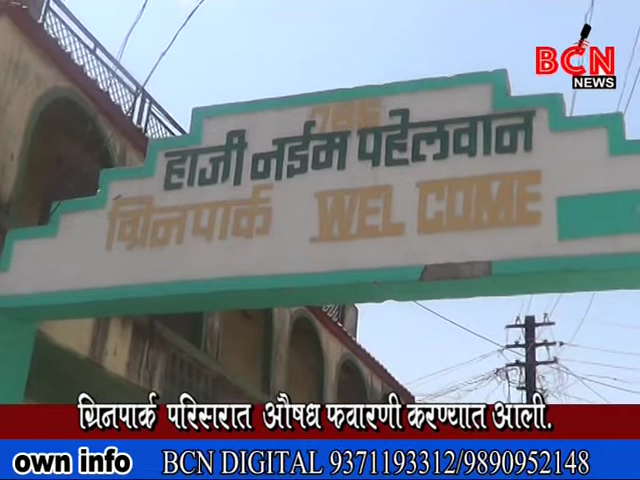 BCN
NEWS
७८६
हाजी नईम पहेलवान
ग्रिनपार्क WEL COME
ग्रिनपार्क परिसरात औषध फवारणी करण्यात आली.
own info BCN DIGITAL 9371193312/9890952148